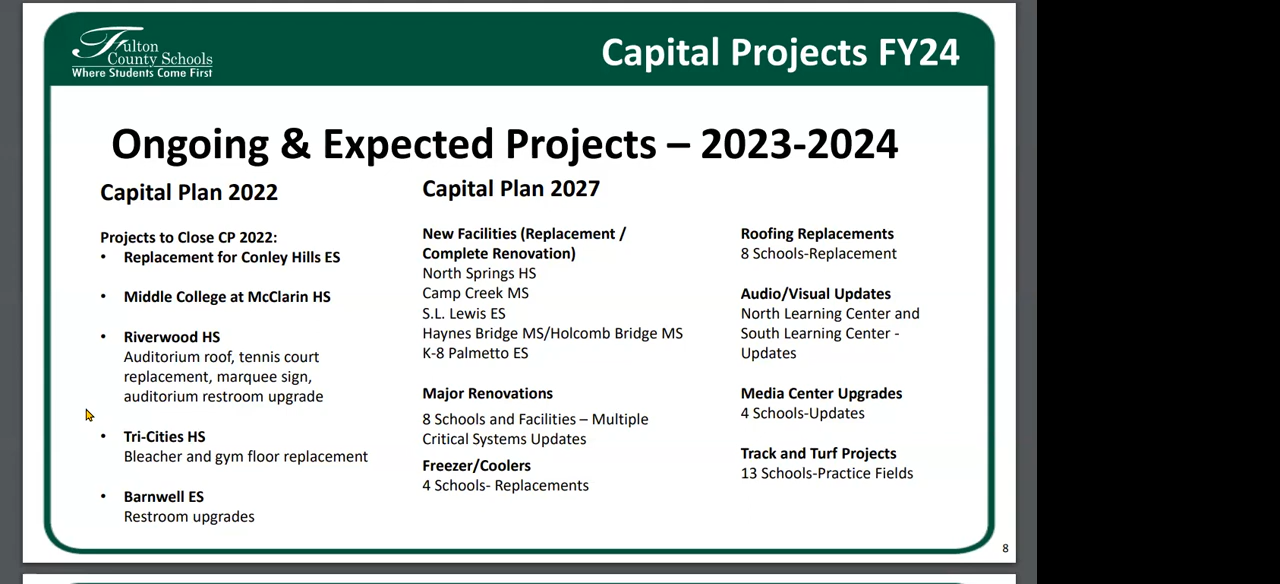 Fulton
County Schools
Where Students Come First
Capital Projects FY24
Ongoing & Expected Projects – 2023-2024
Capital Plan 2022
Projects to Close CP 2022:
• Replacement for Conley Hills ES
• Middle College at McClarin HS
• Riverwood HS
Auditorium roof, tennis court
replacement, marquee sign,
auditorium restroom upgrade
• Tri-Cities HS
Bleacher and gym floor replacement
• Barnwell ES
Restroom upgrades
Capital Plan 2027
New Facilities (Replacement /
Complete Renovation)
North Springs HS
Camp Creek MS
S.L. Lewis ES
Haynes Bridge MS/Holcomb Bridge MS
K-8 Palmetto ES
Major Renovations
8 Schools and Facilities – Multiple
Critical Systems Updates
Freezer/Coolers
4 Schools- Replacements
Roofing Replacements
8 Schools-Replacement
Audio/Visual Updates
North Learning Center and
South Learning Center -
Updates
Media Center Upgrades
4 Schools-Updates
Track and Turf Projects
13 Schools-Practice Fields
8